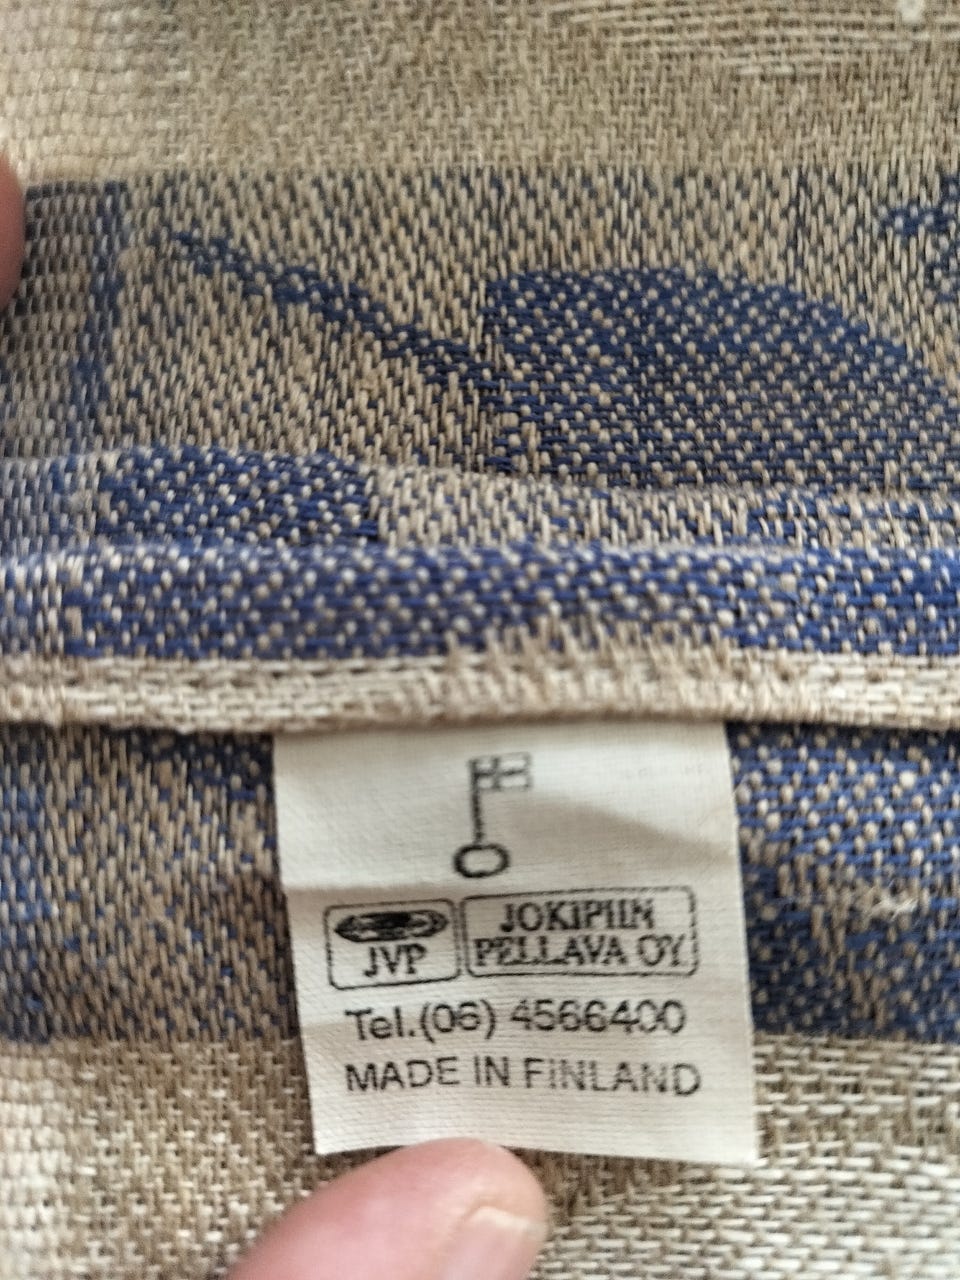 JVP
JOKIPIIN
PELLAVA OY
Tel.(06) 4566400
MADE IN FINLAND